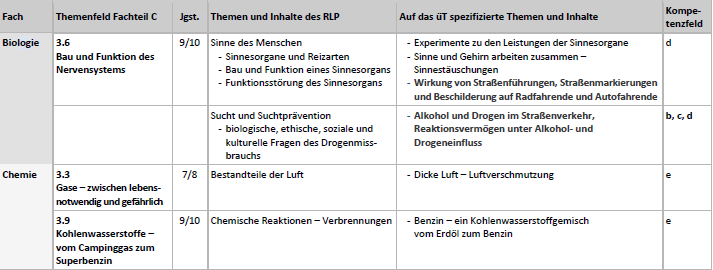 Fach Themenfeld Fachteil C Jgst. Themen und Inhalte des RLP Auf das üT spezifizierte Themen und Inhalte Kompe-
tenzfeld
Biologie 3.6 9/10 Sinne des Menschen - Experimente zu den Leistungen der Sinnesorgane d
Bau und Funktion des - Sinnesorgane und Reizarten - Sinne und Gehirn arbeiten zusammen –
Nervensystems - Bau und Funktion eines Sinnesorgans Sinnestäuschungen
- Funktionsstörung des Sinnesorgans - Wirkung von Straßenführungen, Straßenmarkierungen
und Beschilderung auf Radfahrende und Autofahrende
Sucht und Suchtprävention - Alkohol und Drogen im Straßenverkehr, b, c, d
- biologische, ethische, soziale und Reaktionsvermögen unter Alkohol- und
kulturelle Fragen des Drogenmiss- Drogeneinfluss
brauchs
Chemie 3.3 7/8 Bestandteile der Luft - Dicke Luft – Luftverschmutzung e
Gase – zwischen lebens-
notwendig und gefährlich
3.9 9/10 Chemische Reaktionen – Verbrennungen - Benzin – ein Kohlenwasserstoffgemisch e
Kohlenwasserstoffe – vom Erdöl zum Benzin
vom Campinggas zum
Superbenzin